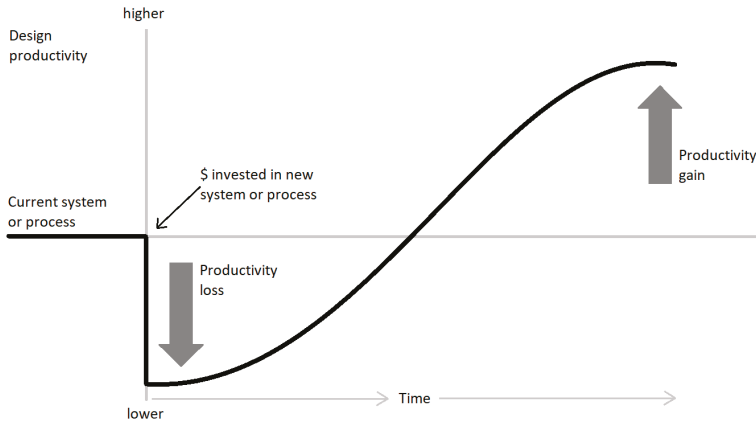 higher
Design
productivity
$ invested in new
system or process
Productivity
gain
Current system
or process
Productivity
loss
Time
lower